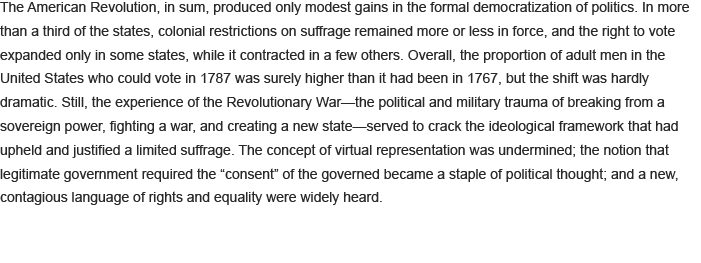 The American Revolution, in sum, produced only modest gains in the formal democratization of politics. In more
than a third of the states, colonial restrictions on suffrage remained more or less in force, and the right to vote
expanded only in some states, while it contracted in a few others. Overall, the proportion of adult men in the
United States who could vote in 1787 was surely higher than it had been in 1767, but the shift was hardly
dramatic. Still, the experience of the Revolutionary War—the political and military trauma of breaking from a
sovereign power, fighting a war, and creating a new state—served to crack the ideological framework that had
upheld and justified a limited suffrage. The concept of virtual representation was undermined; the notion that
legitimate government required the “consent” of the governed became a staple of political thought; and a new,
contagious language of rights and equality were widely heard.